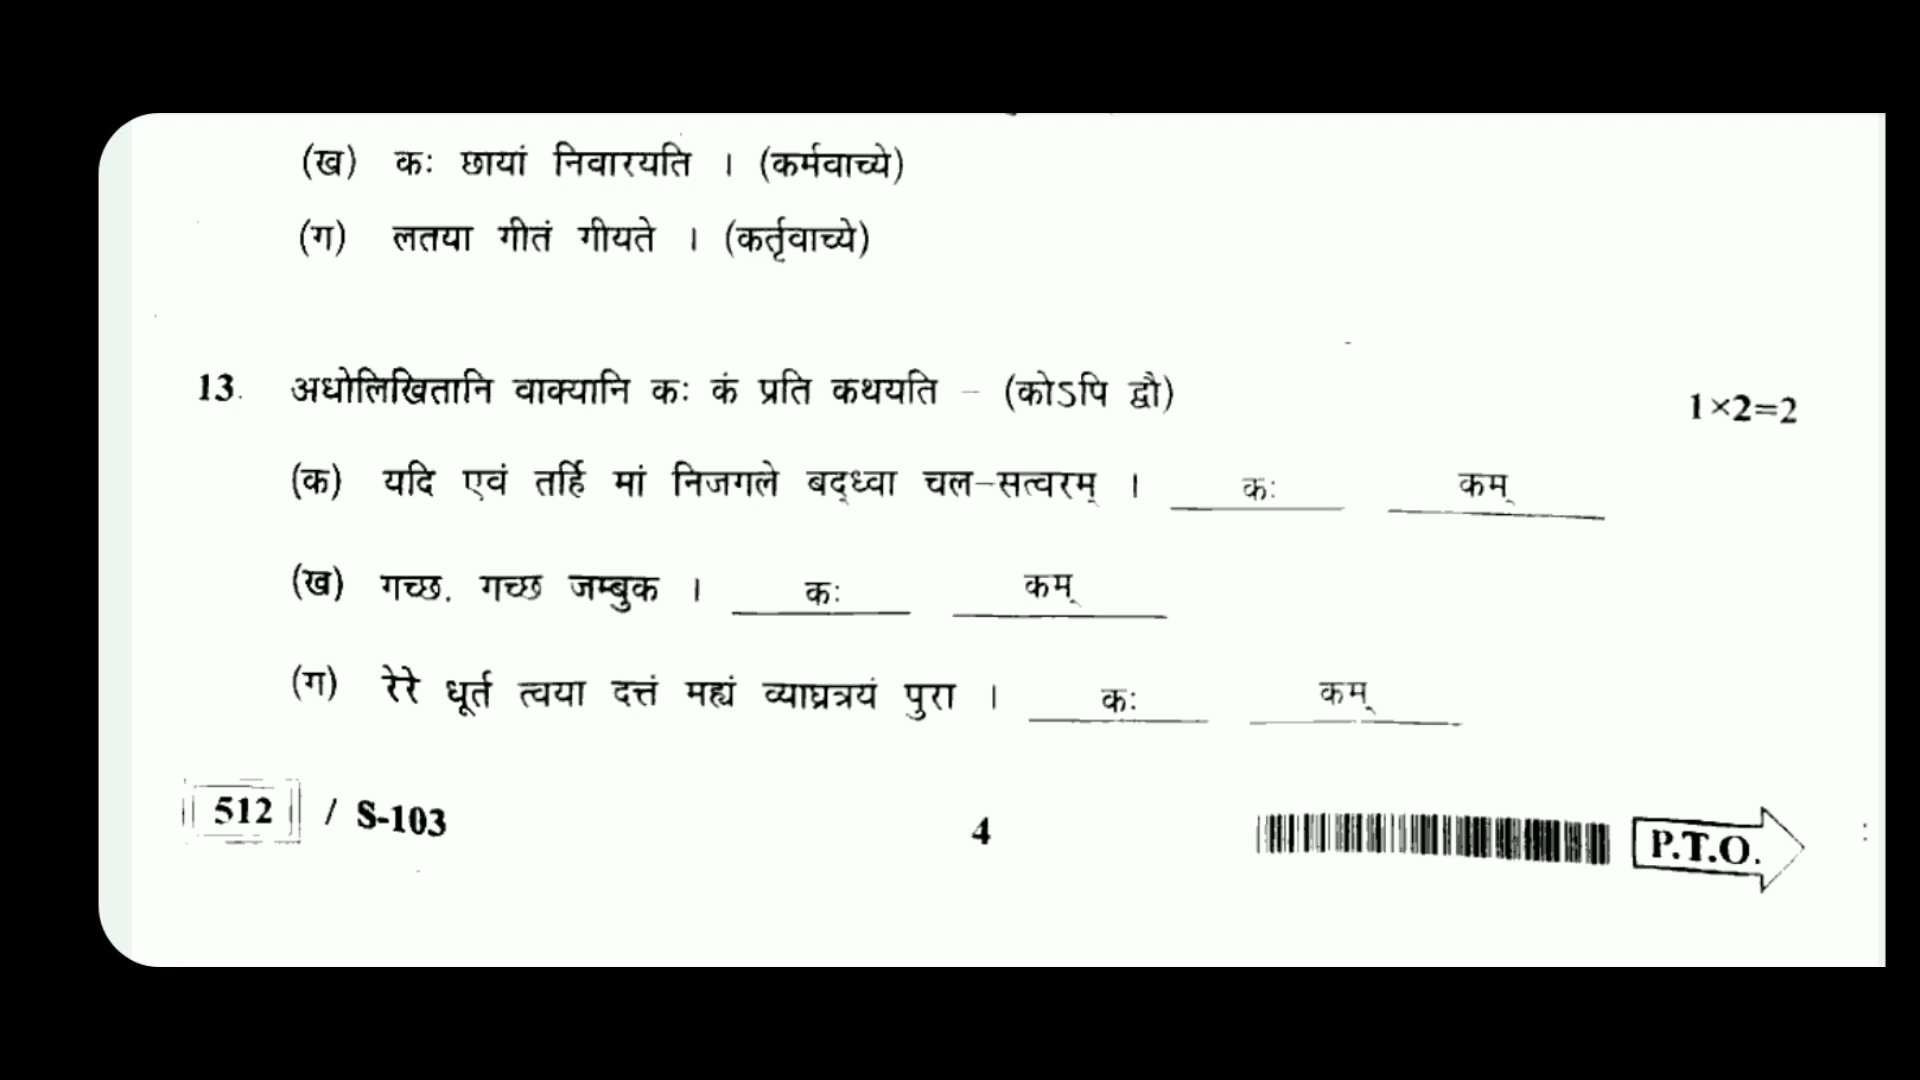 (ख) कः छायां निवारयति । (कर्मवाच्ये)
(ग) लतया गीतं गीयते । (कर्तृवाच्ये)
13. अधोलिखितानि वाक्यानि कः कं प्रति कथयति – (कोऽपि द्वौ) 1×2=2
(क) यदि एवं तर्हि मां निजगले बद्ध्वा चल-सत्वरम् । कः कम्
(ख) गच्छ. गच्छ जम्बुक । कः कम्
(ग) रेरे धूर्त त्वया दत्तं मह्यं व्याघ्रत्रयं पुरा । कः कम्
512 / S-103 4 P.T.O.